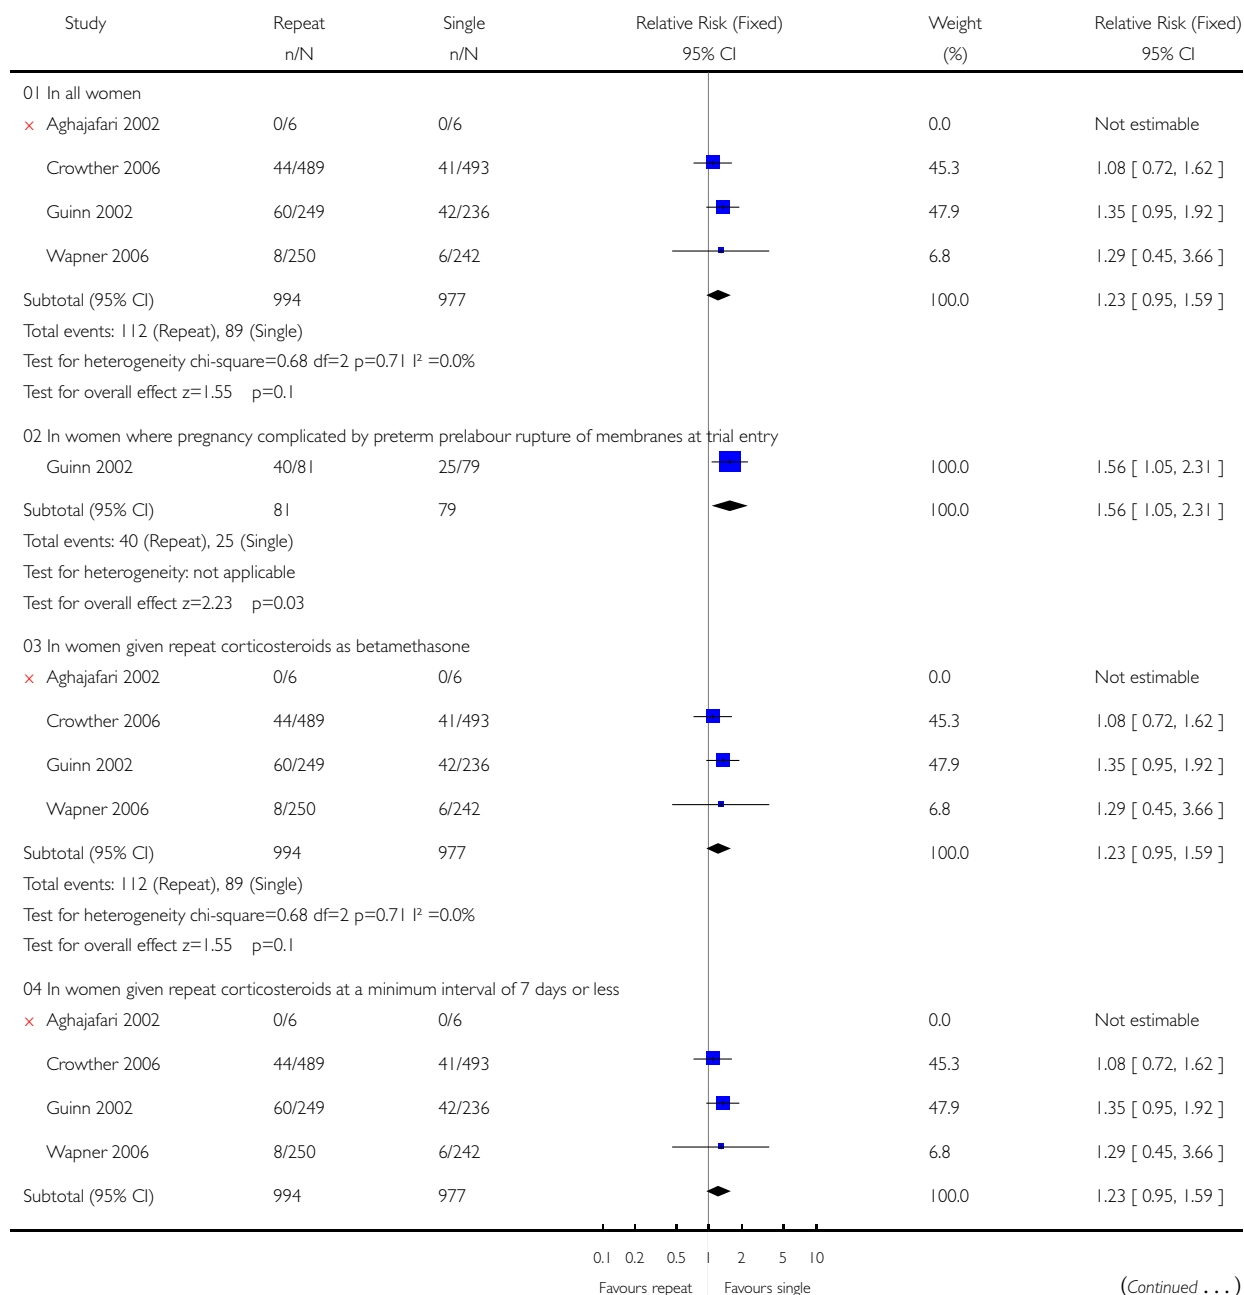 Study Repeat Single Relative Risk (Fixed) Weight Relative Risk (Fixed)
n/N n/N 95% CI (%) 95% CI
01 In all women
× Aghajafari 2002 0/6 0/6 0.0 Not estimable
Crowther 2006 44/489 41/493 45.3 1.08 [ 0.72, 1.62 ]
Guinn 2002 60/249 42/236 47.9 1.35 [ 0.95, 1.92 ]
Wapner 2006 8/250 6/242 6.8 1.29 [ 0.45, 3.66 ]
Subtotal (95% CI) 994 977 100.0 1.23 [ 0.95, 1.59 ]
Total events: 112 (Repeat), 89 (Single)
Test for heterogeneity chi-square=0.68 df=2 p=0.71 I² =0.0%
Test for overall effect z=1.55 p=0.1
02 In women where pregnancy complicated by preterm prelabour rupture of membranes at trial entry
Guinn 2002 40/81 25/79 100.0 1.56 [ 1.05, 2.31 ]
Subtotal (95% CI) 81 79 100.0 1.56 [ 1.05, 2.31 ]
Total events: 40 (Repeat), 25 (Single)
Test for heterogeneity: not applicable
Test for overall effect z=2.23 p=0.03
03 In women given repeat corticosteroids as betamethasone
× Aghajafari 2002 0/6 0/6 0.0 Not estimable
Crowther 2006 44/489 41/493 45.3 1.08 [ 0.72, 1.62 ]
Guinn 2002 60/249 42/236 47.9 1.35 [ 0.95, 1.92 ]
Wapner 2006 8/250 6/242 6.8 1.29 [ 0.45, 3.66 ]
Subtotal (95% CI) 994 977 100.0 1.23 [ 0.95, 1.59 ]
Total events: 112 (Repeat), 89 (Single)
Test for heterogeneity chi-square=0.68 df=2 p=0.71 I² =0.0%
Test for overall effect z=1.55 p=0.1
04 In women given repeat corticosteroids at a minimum interval of 7 days or less
× Aghajafari 2002 0/6 0/6 0.0 Not estimable
Crowther 2006 44/489 41/493 45.3 1.08 [ 0.72, 1.62 ]
Guinn 2002 60/249 42/236 47.9 1.35 [ 0.95, 1.92 ]
Wapner 2006 8/250 6/242 6.8 1.29 [ 0.45, 3.66 ]
Subtotal (95% CI) 994 977 100.0 1.23 [ 0.95, 1.59 ]
0.1 0.2 0.5 1 2 5 10
Favours repeat Favours single (Continued . . . )